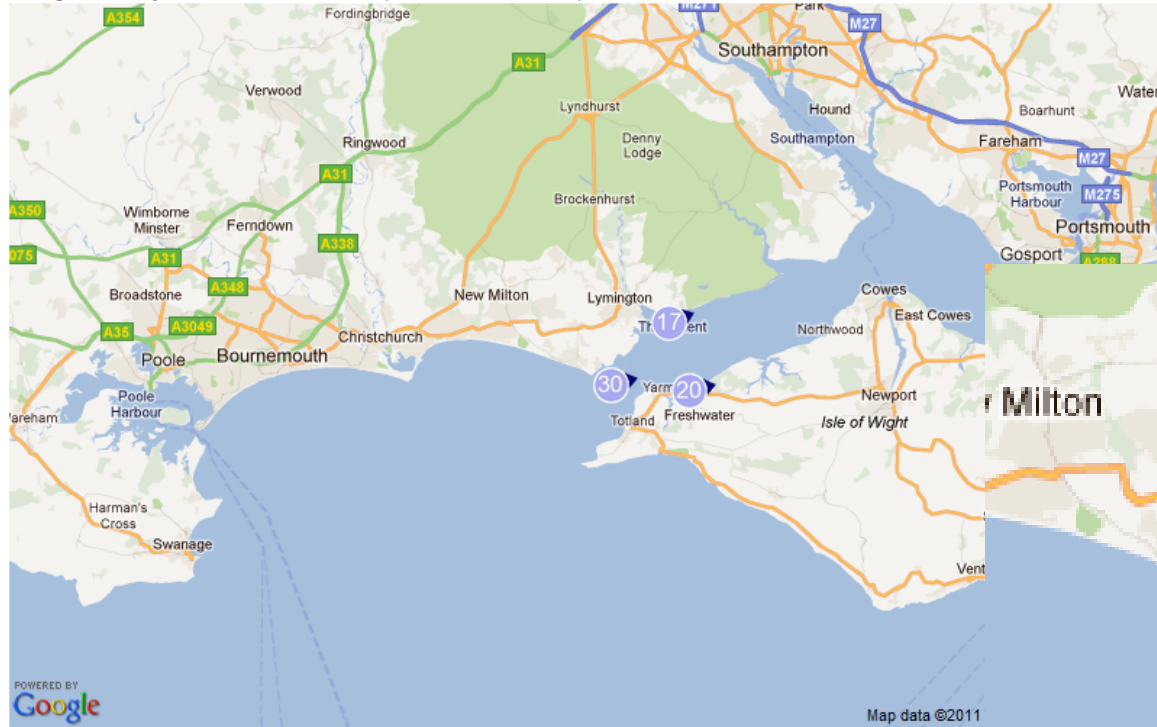 A354
Fordingbridge
M271
Park
M27
Southampton
A31
Verwood
Lyndhurst
Hound
Boarhunt
Water
Ringwood
Denny
Lodge
Southampton
Fareham
A31
M27
A350
Wimborne
Minster
Ferndown
Brockenhurst
Portsmouth
Harbour
M275
A338
Portsmouth
075
A31
Gosport
A288
Broadstone
A348
New Milton
Lymington
Cowes
A35
A3049
Christchurch
17
Northwood
East Cowes
Poole
Bournemouth
30
20
Poole
Harbour
Newport
Milton
Totland
Freshwater
Isle of Wight
Harman's
Cross
Swanage
Vent
POWERED BY
Google
Map data ©2011